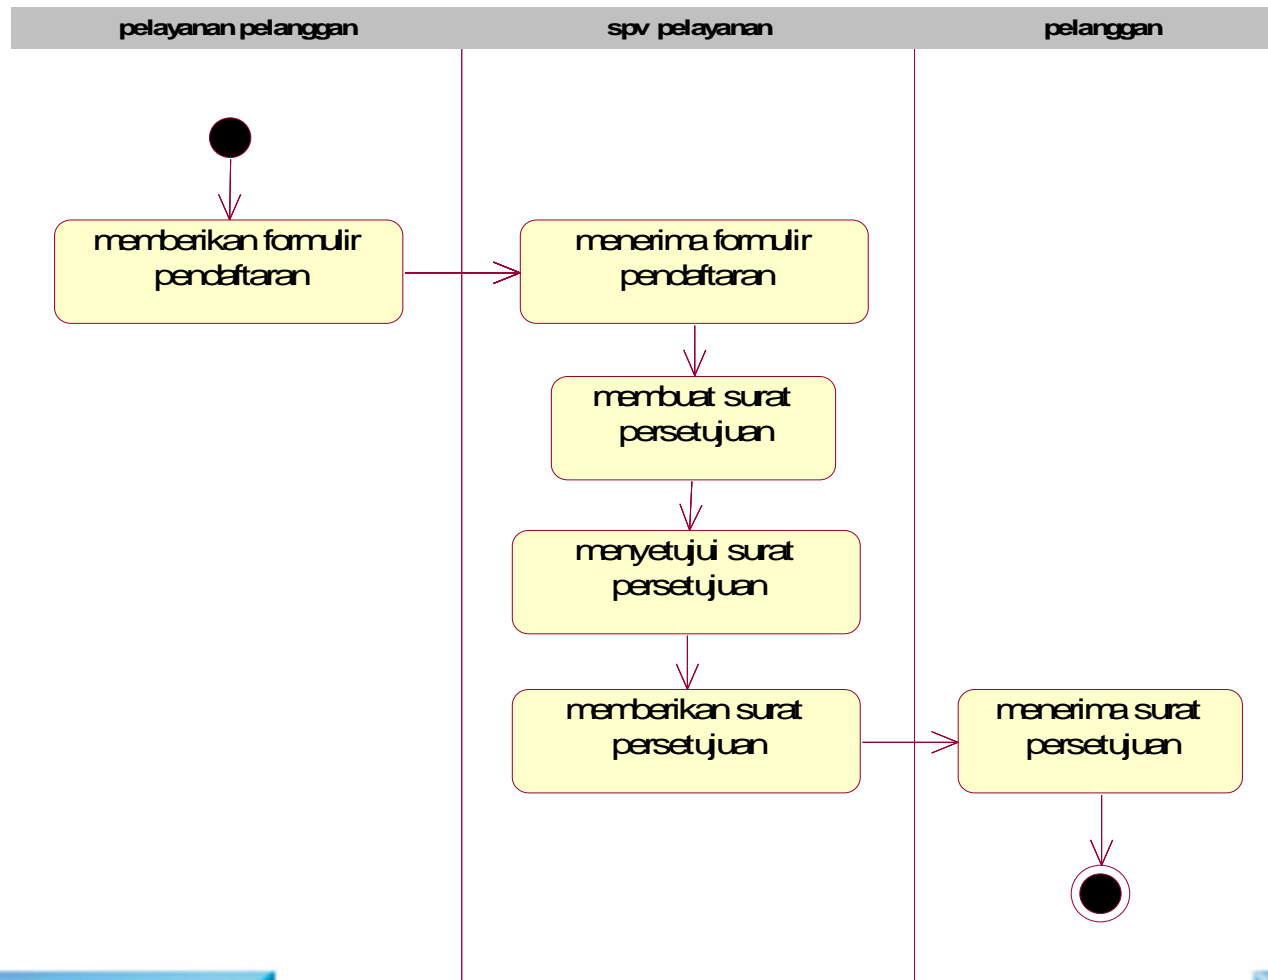 pelayanan pelanggan
spv pelayanan
pelanggan
memberikan formulir
pendaftaran
menerima formulir
pendaftaran
membuat surat
persetujuan
menyetujui surat
persetujuan
memberikan surat
persetujuan
menerima surat
persetujuan